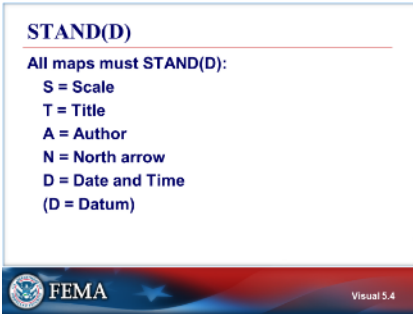 STAND(D)
All maps must STAND(D):
S = Scale
T = Title
A = Author
N = North arrow
D = Date and Time
(D = Datum)
FEMA
Visual 5.4